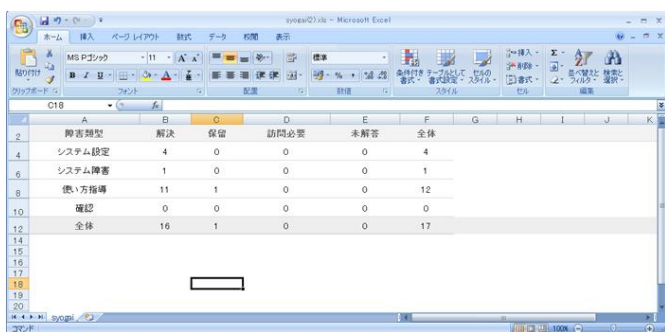 syogai(2).xls - Microsoft Excel
ホーム 挿入 ページ レイアウト 数式 データ 校閲 表示
MS Pゴシック 11 標準
貼り付け
B I U
% ,
条件付き書式 テーブルとして書式設定 セルのスタイル
挿入 削除 書式
Σ 並べ替えとフィルタ 検索と選択
クリップボード フォント 配置 数値 スタイル セル 編集
C18 fx
A B C D E F G H I J K
2 障害類型 解決 保留 訪問必要 未解答 全体
4 システム設定 4 0 0 0 4
6 システム障害 1 0 0 0 1
8 使い方指導 11 1 0 0 12
10 確認 0 0 0 0 0
12 全体 16 1 0 0 17
14
15
16
17
18
19
20
syogai
コマンド 100%